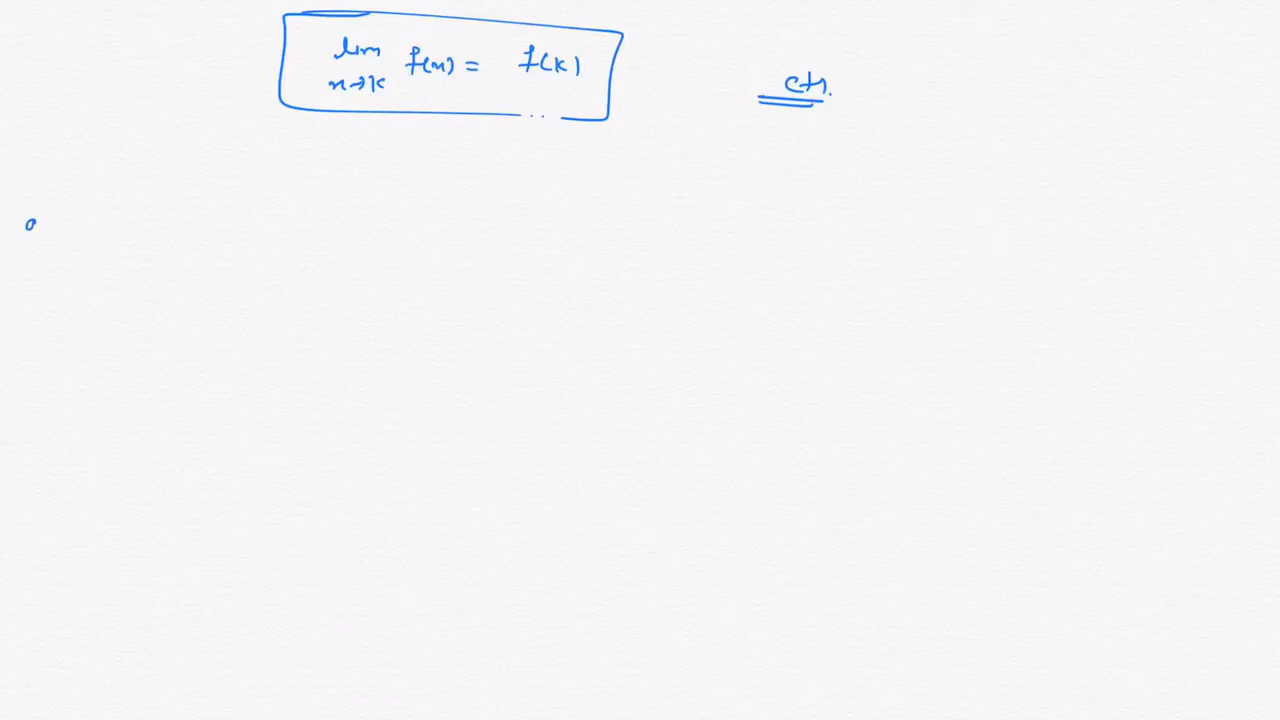 lim f(x) = f(k)
x→k
cts.